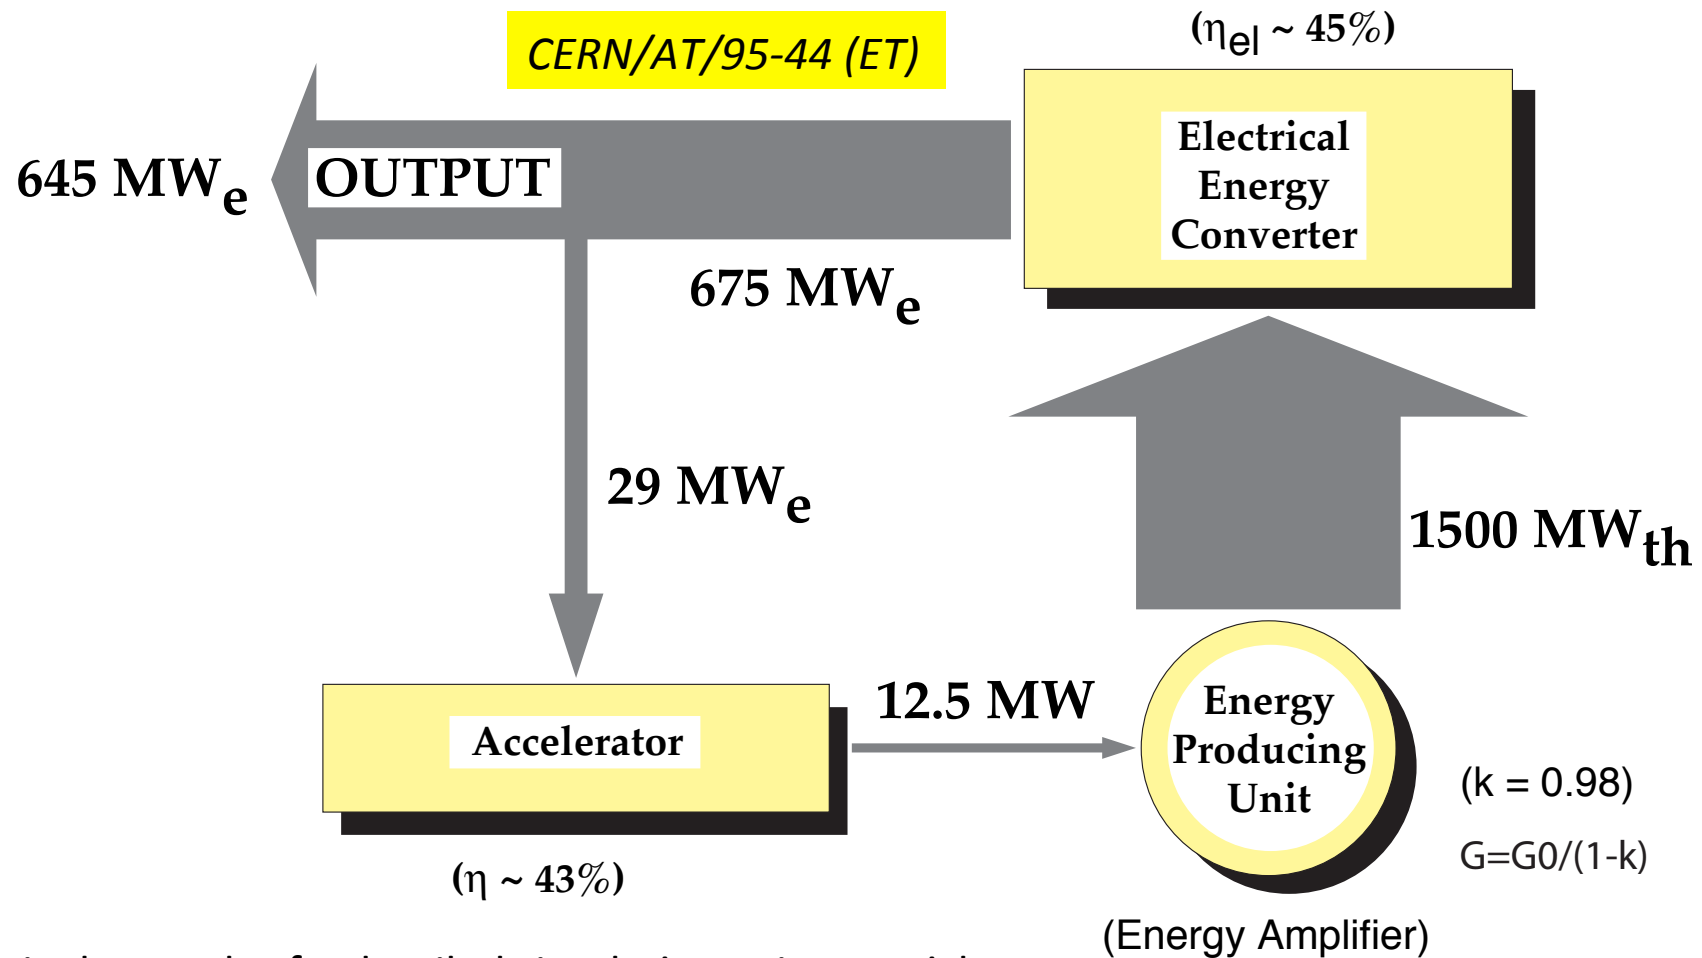 CERN/AT/95-44 (ET)
(ηel ~ 45%)
Electrical
Energy
Converter
645 MWe
OUTPUT
675 MWe
29 MWe
1500 MWth
Accelerator
12.5 MW
Energy
Producing
Unit
(k = 0.98)
G=G0/(1-k)
(η ~ 43%)
(Energy Amplifier)